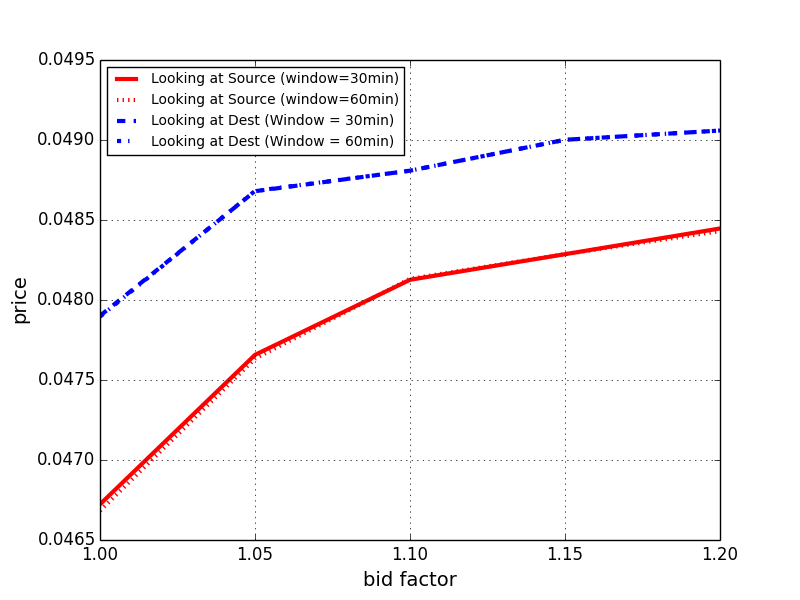 0.0495
0.0490
0.0485
0.0480
0.0475
0.0470
0.0465
price
Looking at Source (window=30min)
Looking at Source (window=60min)
Looking at Dest (Window = 30min)
Looking at Dest (Window = 60min)
1.00 1.05 1.10 1.15 1.20
bid factor